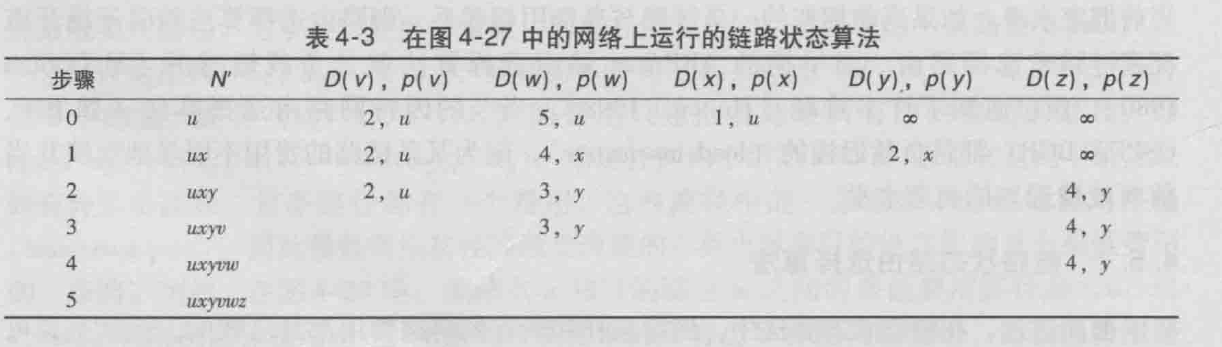 表 4-3 在图 4-27 中的网络上运行的链路状态算法
步骤 N' D(v), p(v) D(w), p(w) D(x), p(x) D(y), p(y) D(z), p(z)
0 u 2, u 5, u 1, u ∞ ∞
1 ux 2, u 4, x 2, x ∞
2 uxy 2, u 3, y 4, y
3 uxyv 3, y 4, y
4 uxyvw 4, y
5 uxyvwz